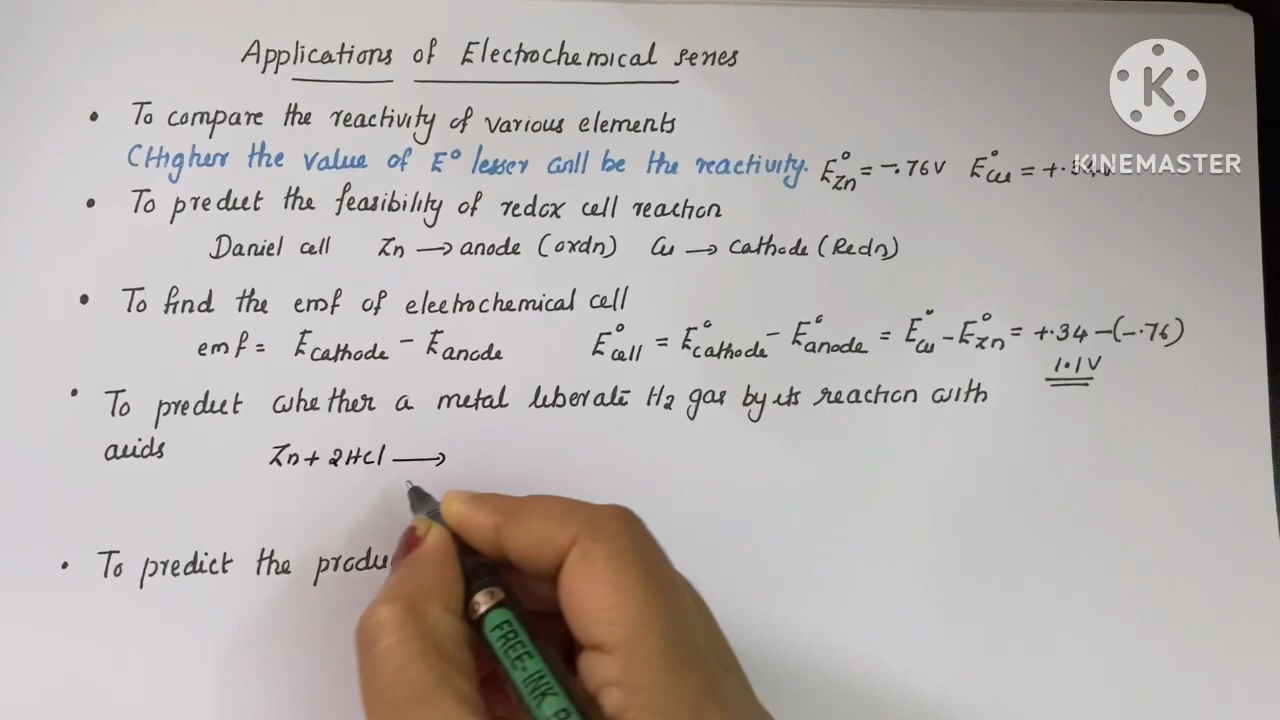 Applications of Electrochemical series
K
KINEMASTER
• To compare the reactivity of various elements
(Higher the value of E° lesser will be the reactivity. E°Zn = -.76V E°Cu = +.34V
• To predict the feasibility of redox cell reaction
Daniel cell Zn → anode (oxdn) Cu → cathode (Redn)
• To find the emf of electrochemical cell
emf = Ecathode - Eanode E°cell = E°cathode - E°anode = E°Cu - E°Zn = +.34 - (-.76)
1.1V
• To predict whether a metal liberate H2 gas by its reaction with
acids Zn + 2HCl →
• To predict the produ
FREE-INK